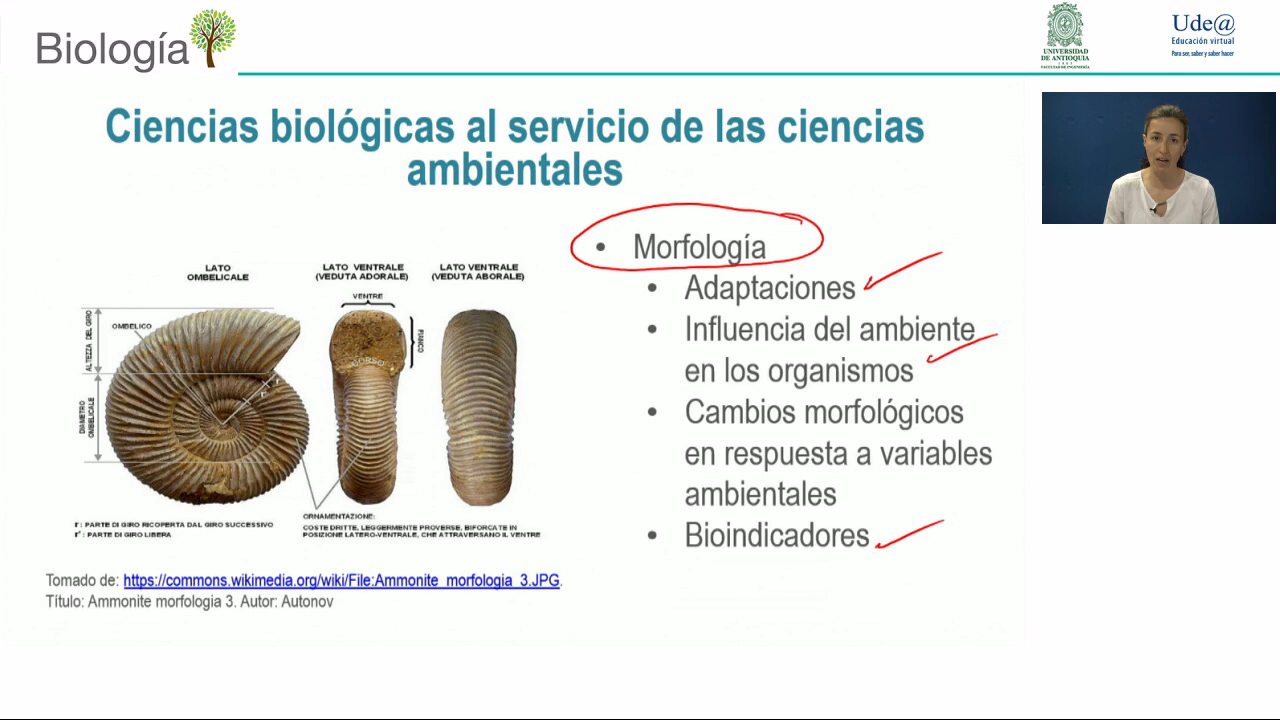 Biología
UNIVERSIDAD
DE ANTIOQUIA
1803
FACULTAD DE INGENIERÍA
Ude@
Educación virtual
Para ser, saber y saber hacer
Ciencias biológicas al servicio de las ciencias
ambientales
LATO
OMBELICALE
LATO VENTRALE
(VEDUTA ADORALE)
LATO VENTRALE
(VEDUTA ABORALE)
VENTRE
OMBELICO
ALTEZZA DEL GIRO
DIAMETRO
OMBELICALE
FIANCO
DORSO
r
r'
ORNAMENTAZIONE:
COSTE DRITTE, LEGGERMENTE PROVERSE, BIFORCATE IN
POSIZIONE LATERO-VENTRALE, CHE ATTRAVERSANO IL VENTRE
r : PARTE DI GIRO RICOPERTA DAL GIRO SUCCESSIVO
r' : PARTE DI GIRO LIBERA
Tomado de: https://commons.wikimedia.org/wiki/File:Ammonite_morfologia_3.JPG.
Título: Ammonite morfologia 3. Autor: Autonov
• Morfología
• Adaptaciones
• Influencia del ambiente
en los organismos
• Cambios morfológicos
en respuesta a variables
ambientales
• Bioindicadores